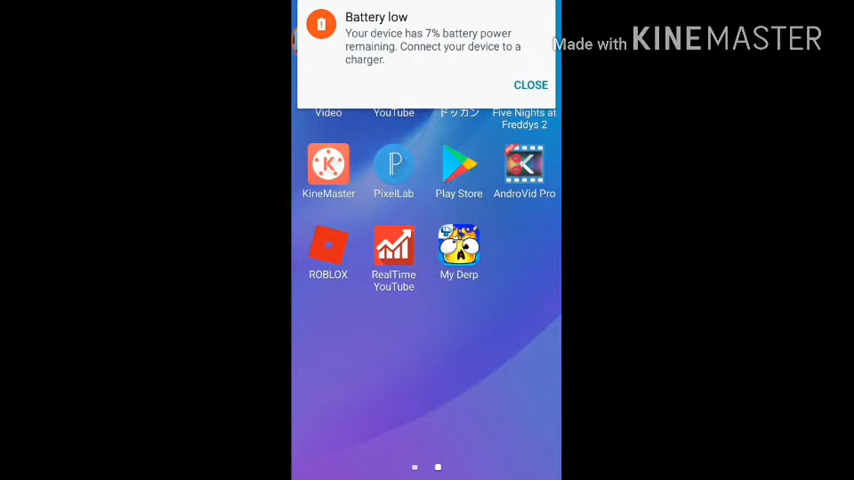 Battery low
Your device has 7% battery power
remaining. Connect your device to a
charger.
CLOSE
Made with KINEMASTER
Video
YouTube
ドッカン
Five Nights at
Freddys 2
KineMaster
PixelLab
Play Store
AndroVid Pro
ROBLOX
RealTime
YouTube
My Derp